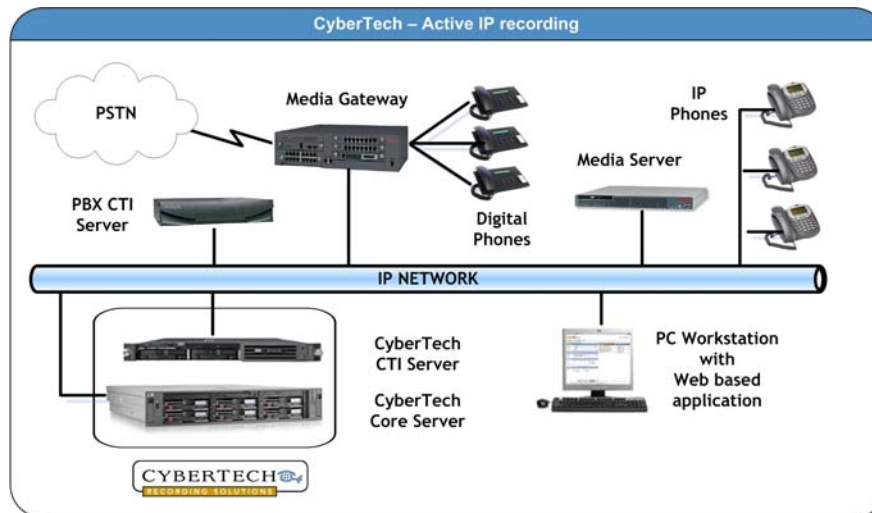 CyberTech – Active IP recording
PSTN
Media Gateway
IP
Phones
Media Server
PBX CTI
Server
Digital
Phones
IP NETWORK
CyberTech
CTI Server
CyberTech
Core Server
PC Workstation
with
Web based
application
CYBERTECH
RECORDING SOLUTIONS